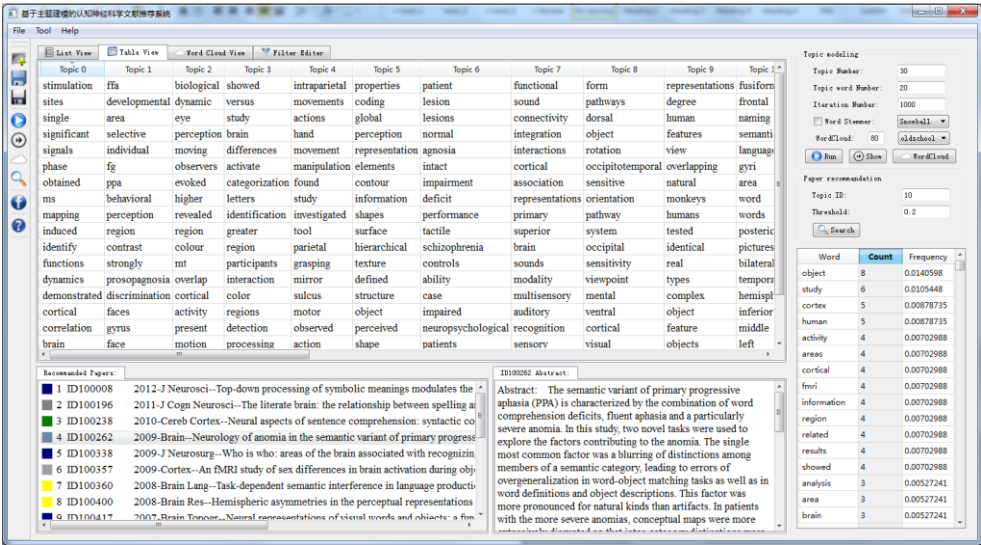 基于主题建模的认知神经科学文献推荐系统
File Tool Help
List View Table View Word Cloud View Filter Editer
Topic 0 Topic 1 Topic 2 Topic 3 Topic 4 Topic 5 Topic 6 Topic 7 Topic 8 Topic 9 Topic
stimulation ffa biological showed intraparietal properties patient functional form representations fusiform
sites developmental dynamic versus movements coding lesion sound pathways degree frontal
single area eye study actions global lesions connectivity dorsal human naming
significant selective perception brain hand perception normal integration object features semanti
signals individual moving differences movement representation agnosia interactions rotation view language
phase fg observers activate manipulation elements intact cortical occipitotemporal overlapping gyri
obtained ppa evoked categorization found contour impairment association sensitive natural area
ms behavioral higher letters study information deficit representations orientation monkeys word
mapping perception revealed identification investigated shapes performance primary pathway humans words
induced region region greater tool surface tactile superior system tested posteric
identify contrast colour region parietal hierarchical schizophrenia brain occipital identical pictures
functions strongly mt participants grasping texture controls sounds sensitivity real bilateral
dynamics prosopagnosia overlap interaction mirror defined ability modality viewpoint types tempora
demonstrated discrimination cortical color sulcus structure case multisensory mental complex hemisph
cortical faces activity regions motor object impaired auditory ventral object inferior
correlation gyrus present detection observed perceived neuropsychological recognition cortical feature middle
brain face motion processing action shape patients sensory visual objects left
Topic modeling
Topic Number: 30
Topic word Number: 20
Iteration Number: 1000
Word Stemmer: Snowball
WordCloud: 80 oldschool
Run Show WordCloud
Paper recommandation
Topic ID: 10
Threshold: 0.2
Search
Word Count Frequency
object 8 0.0140598
study 6 0.0105448
cortex 5 0.00878735
human 5 0.00878735
activity 4 0.00702988
areas 4 0.00702988
cortical 4 0.00702988
fmri 4 0.00702988
information 4 0.00702988
region 4 0.00702988
related 4 0.00702988
results 4 0.00702988
showed 4 0.00702988
analysis 3 0.00527241
area 3 0.00527241
brain 3 0.00527241
Recommanded Papers:
1 ID100008 2012-J Neurosci--Top-down processing of symbolic meanings modulates the
2 ID100196 2011-J Cogn Neurosci--The literate brain: the relationship between spelling a
3 ID100238 2010-Cereb Cortex--Neural aspects of sentence comprehension: syntactic co
4 ID100262 2009-Brain--Neurology of anomia in the semantic variant of primary progress
5 ID100338 2009-J Neurosurg--Who is who: areas of the brain associated with recognizin
6 ID100357 2009-Cortex--An fMRI study of sex differences in brain activation during obj
7 ID100360 2008-Brain Lang--Task-dependent semantic interference in language producti
8 ID100400 2008-Brain Res--Hemispheric asymmetries in the perceptual representations
9 ID100417 2007-Brain Topogr--Neural representations of visual words and objects: a fun
ID100262 Abstract:
Abstract: The semantic variant of primary progressive
aphasia (PPA) is characterized by the combination of word
comprehension deficits, fluent aphasia and a particularly
severe anomia. In this study, two novel tasks were used to
explore the factors contributing to the anomia. The single
most common factor was a blurring of distinctions among
members of a semantic category, leading to errors of
overgeneralization in word-object matching tasks as well as in
word definitions and object descriptions. This factor was
more pronounced for natural kinds than artifacts. In patients
with the more severe anomias, conceptual maps were more